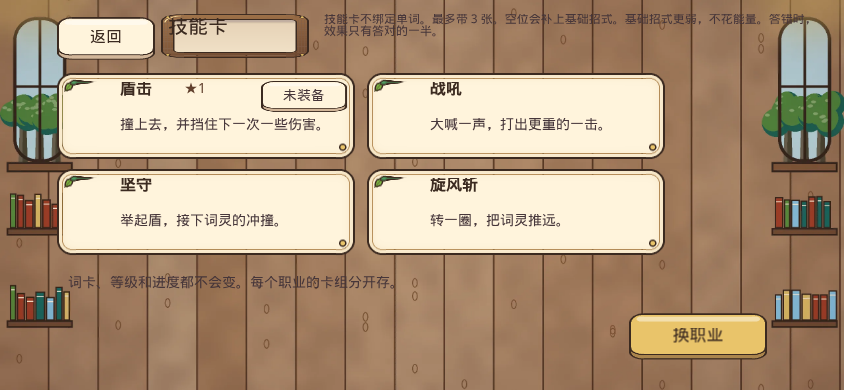 返回
技能卡
技能卡不绑定单词。最多带 3 张、空位会补上基础招式。基础招式更弱，不花能量。答错时，
效果只有答对的一半。
盾击 ★1 未装备
撞上去，并挡住下一次一些伤害。
战吼
大喊一声，打出更重的一击。
坚守
举起盾，接下词灵的冲撞。
旋风斩
转一圈，把词灵推远。
词卡、等级和进度都不会变。每个职业的卡组分开存。
换职业